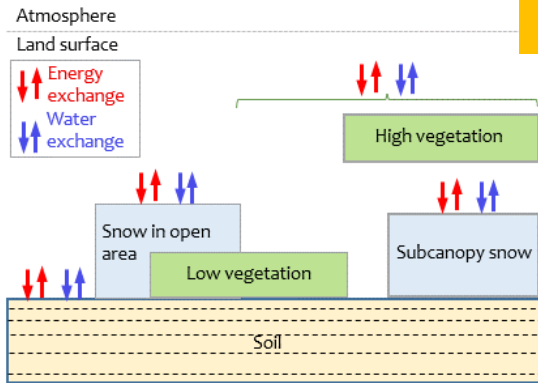 Atmosphere
Land surface
Energy
exchange
Water
exchange
High vegetation
Snow in open
area
Low vegetation
Subcanopy snow
Soil